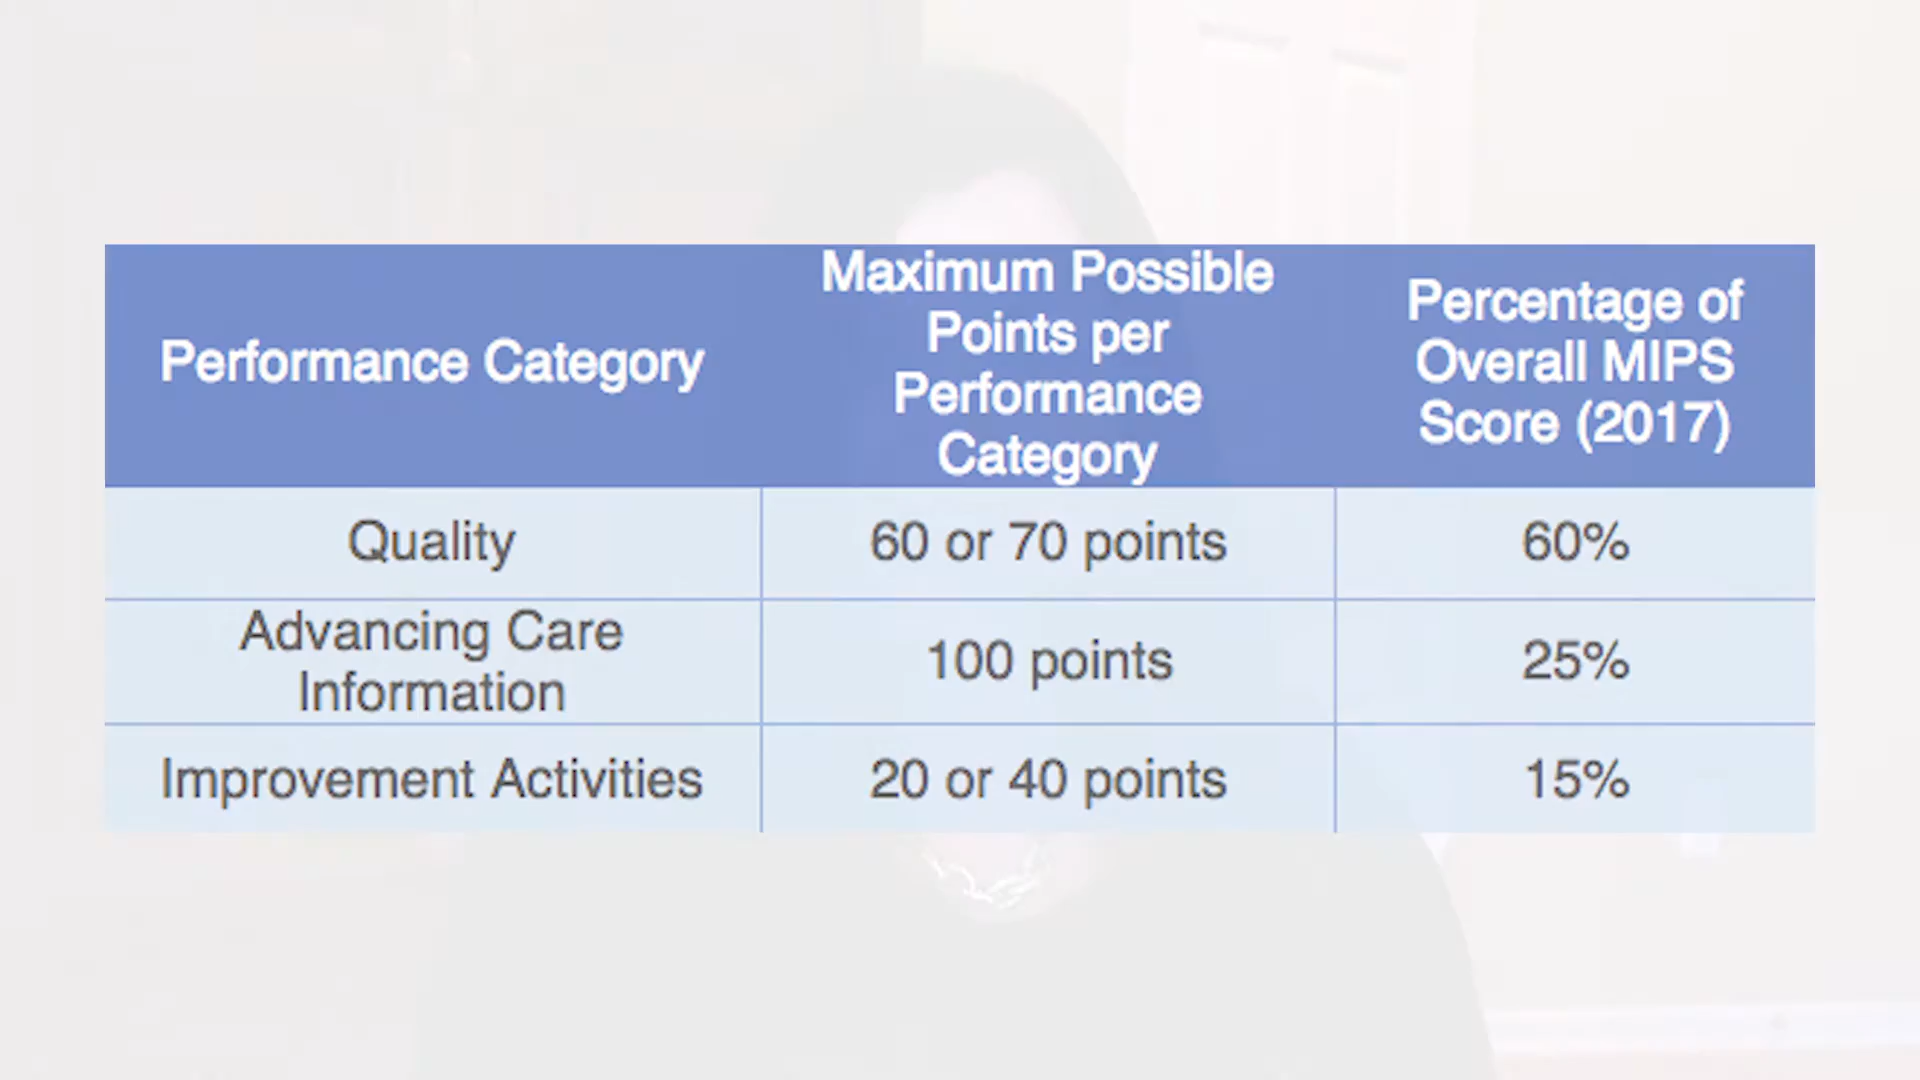 Performance Category
Maximum Possible
Points per
Performance
Category
Percentage of
Overall MIPS
Score (2017)
Quality
60 or 70 points
60%
Advancing Care
Information
100 points
25%
Improvement Activities
20 or 40 points
15%